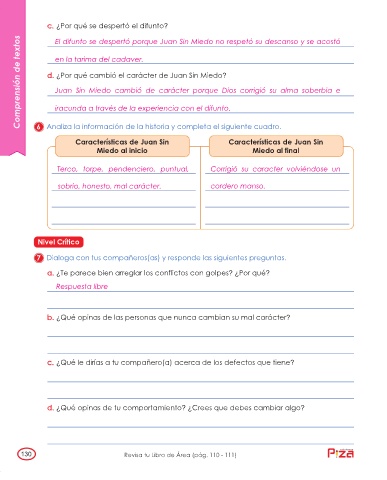 c. ¿Por qué se despertó el difunto?
El difunto se despertó porque Juan Sin Miedo no respetó su descanso y se acostó
en la tarima del cadaver.
d. ¿Por qué cambió el carácter de Juan Sin Miedo?
Juan Sin Miedo cambió de carácter porque Dios corrigió su alma soberbia e
iracunda a través de la experiencia con el difunto.
Comprensión de textos
6 Analiza la información de la historia y completa el siguiente cuadro.
Características de Juan Sin
Miedo al inicio
Terco, torpe, pendenciero, puntual,
sobrio, honesto, mal carácter.
Características de Juan Sin
Miedo al final
Corrigió su caracter volviéndose un
cordero manso.
Nivel Crítico
7 Dialoga con tus compañeros(as) y responde las siguientes preguntas.
a. ¿Te parece bien arreglar los conflictos con golpes? ¿Por qué?
Respuesta libre
b. ¿Qué opinas de las personas que nunca cambian su mal carácter?
c. ¿Qué le dirías a tu compañero(a) acerca de los defectos que tiene?
d. ¿Qué opinas de tu comportamiento? ¿Crees que debes cambiar algo?
130
Revisa tu Libro de Área (pág. 110 - 111)